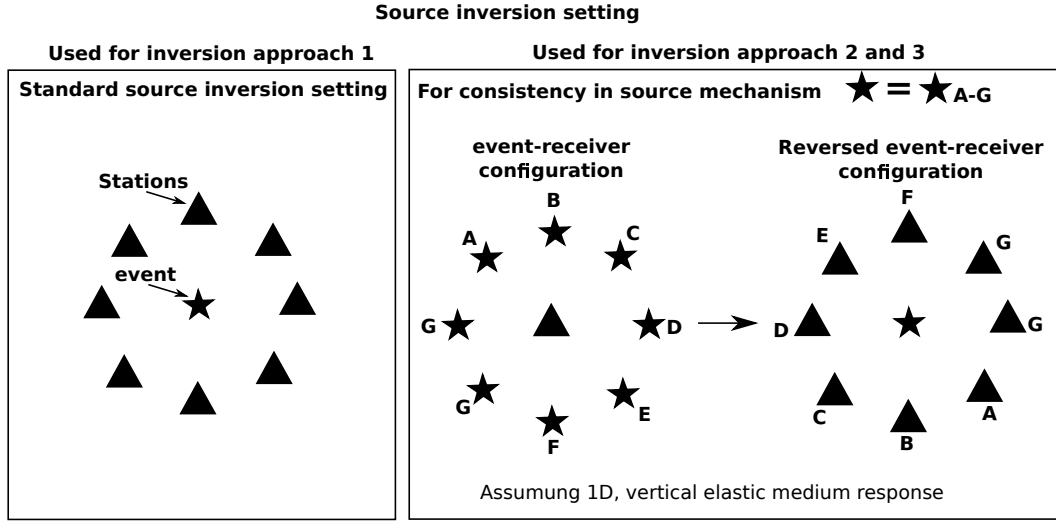 Source inversion setting
Used for inversion approach 1
Standard source inversion setting
Stations
event
Used for inversion approach 2 and 3
For consistency in source mechanism = A-G
event-receiver
configuration
B
A
C
G
D
G
E
F
Reversed event-receiver
configuration
F
E
G
D
G
C
A
B
Assumung 1D, vertical elastic medium response